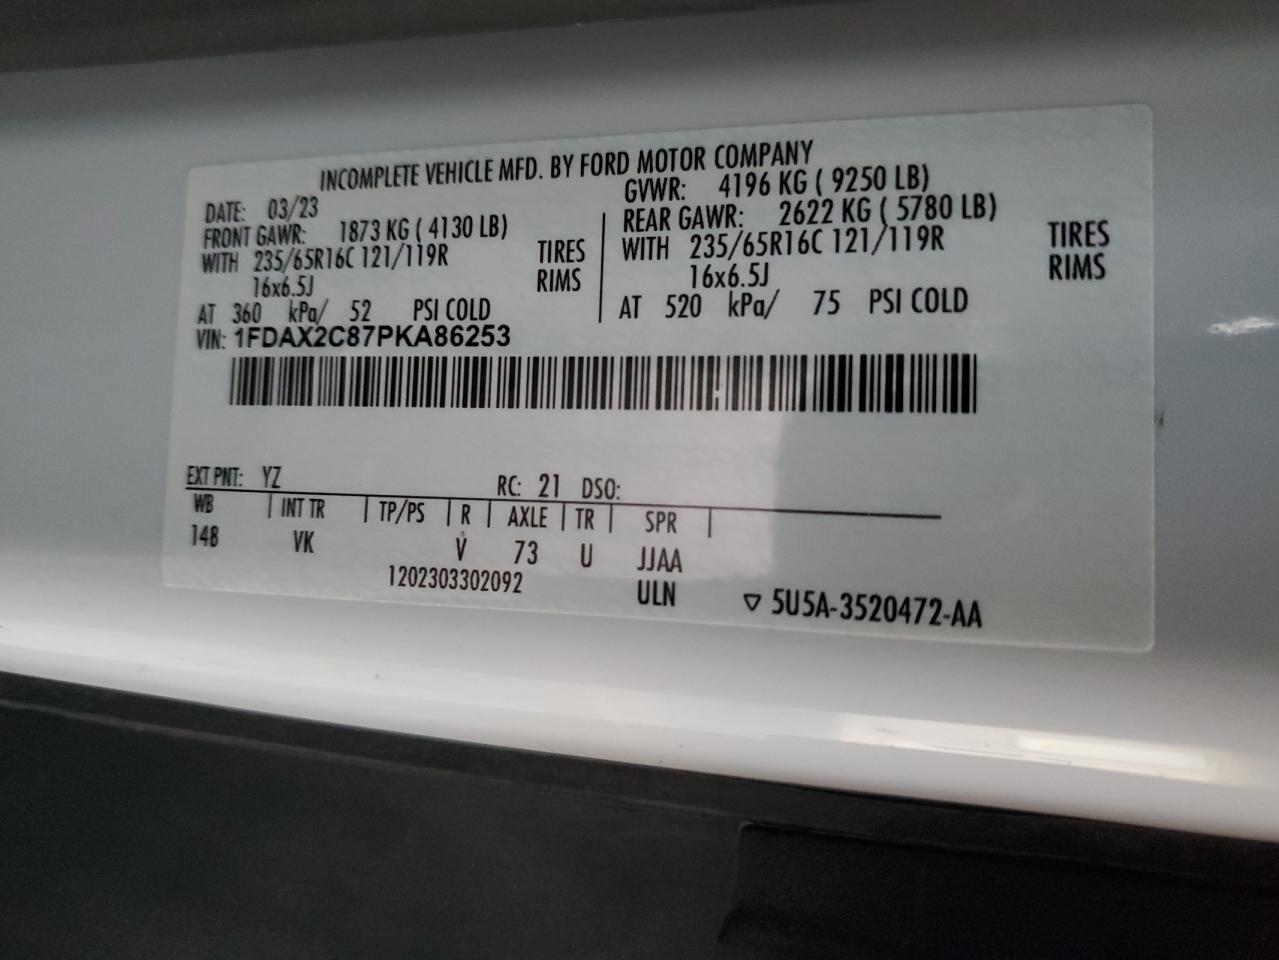 INCOMPLETE VEHICLE MFD. BY FORD MOTOR COMPANY
DATE: 03/23 GVWR: 4196 KG ( 9250 LB)
FRONT GAWR: 1873 KG ( 4130 LB) REAR GAWR: 2622 KG ( 5780 LB)
WITH 235/65R16C 121/119R TIRES WITH 235/65R16C 121/119R TIRES
16x6.5J RIMS 16x6.5J RIMS
AT 360 kPa/ 52 PSI COLD AT 520 kPa/ 75 PSI COLD
VIN: 1FDAX2C87PKA86253
EXT PNT: YZ RC: 21 DSO:
WB | INT TR | TP/PS | R | AXLE | TR | SPR |
148 VK V 73 U JJAA
1202303302092 ULN ▽ 5U5A-3520472-AA